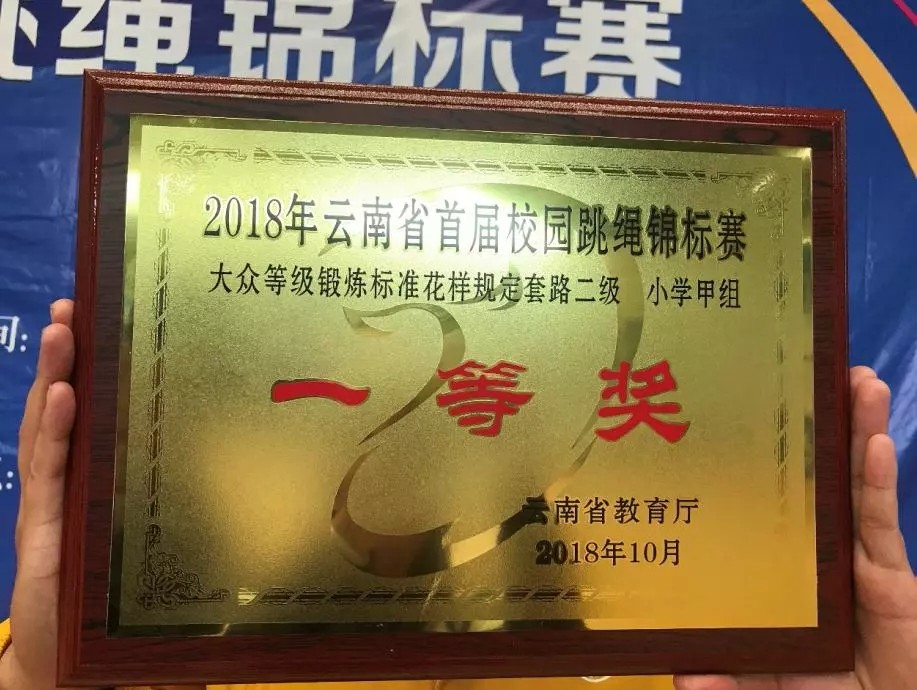 跳绳锦标赛
2018年云南省首届校园跳绳锦标赛
大众等级锻炼标准花样规定套路二级 小学甲组
一等奖
云南省教育厅
2018年10月
间: